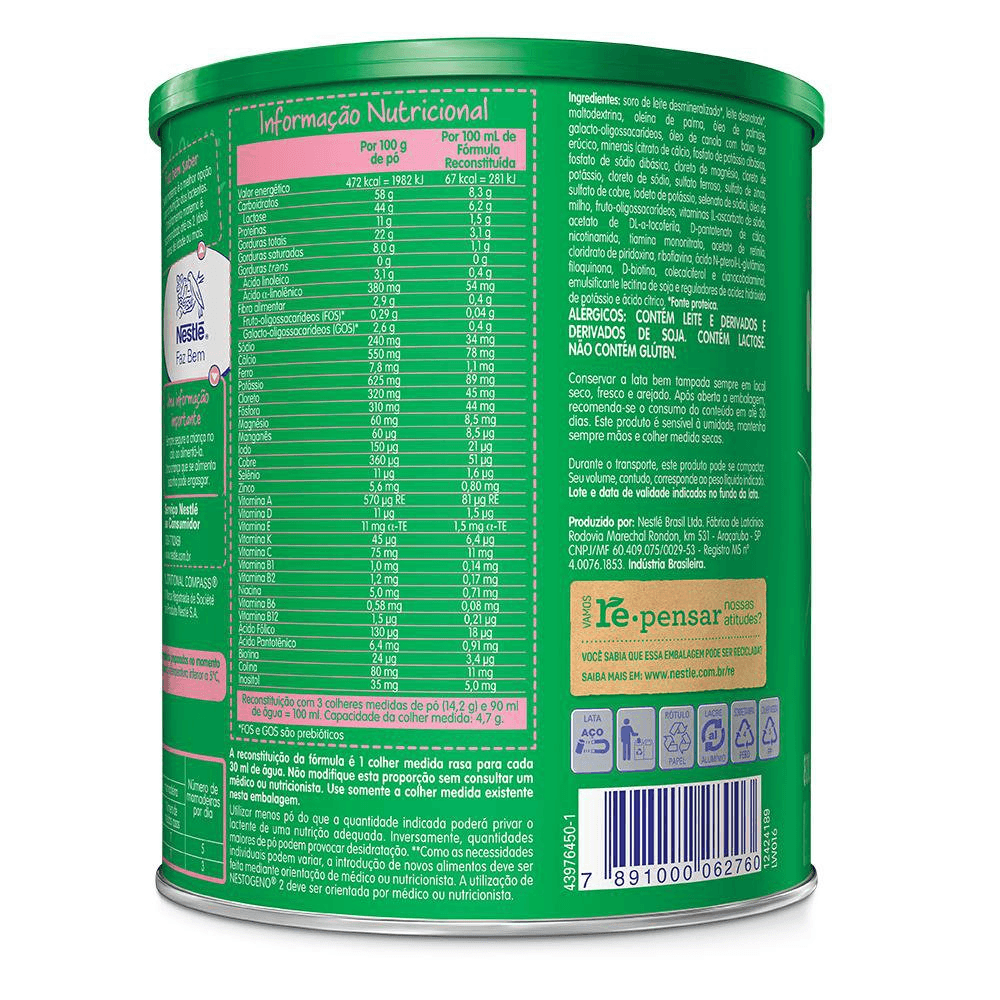 Informação Nutricional
Por 100 g de pó
Por 100 mL de Fórmula Reconstituída
Valor energético 472 kcal = 1982 kJ 67 kcal = 281 kJ
Carboidratos 58 g 8,3 g
Lactose 44 g 6,2 g
Proteínas 11 g 1,5 g
Gorduras totais 22 g 3,1 g
Gorduras saturadas 8,0 g 1,1 g
Gorduras trans 0 g 0 g
Ácido linoleico 3,1 g 0,4 g
Ácido α-linolênico 380 mg 54 mg
Fibra alimentar 2,9 g 0,4 g
Fruto-oligossacarídeos (FOS)* 0,29 g 0,04 g
Galacto-oligossacarídeos (GOS)* 2,6 g 0,4 g
Sódio 240 mg 34 mg
Cálcio 550 mg 78 mg
Ferro 7,8 mg 1,1 mg
Potássio 625 mg 89 mg
Cloreto 320 mg 45 mg
Fósforo 310 mg 44 mg
Magnésio 60 mg 8,5 mg
Manganês 60 µg 8,5 µg
Iodo 150 µg 21 µg
Cobre 360 µg 51 µg
Selênio 11 µg 1,6 µg
Zinco 5,6 mg 0,80 mg
Vitamina A 570 µg RE 81 µg RE
Vitamina D 11 µg 1,5 µg
Vitamina E 11 mg α-TE 1,5 mg α-TE
Vitamina K 45 µg 6,4 µg
Vitamina C 75 mg 11 mg
Vitamina B1 1,0 mg 0,14 mg
Vitamina B2 1,2 mg 0,17 mg
Niacina 5,0 mg 0,71 mg
Vitamina B6 0,58 mg 0,08 mg
Vitamina B12 1,5 µg 0,21 µg
Ácido Fólico 130 µg 18 µg
Ácido Pantotênico 6,4 mg 0,91 mg
Biotina 24 µg 3,4 µg
Colina 80 mg 11 mg
Inositol 35 mg 5,0 mg
Reconstituição com 3 colheres medidas de pó (14,2 g) e 90 ml
de água = 100 ml. Capacidade da colher medida: 4,7 g.
*FOS e GOS são prebióticos
A reconstituição da fórmula é 1 colher medida rasa para cada
30 ml de água. Não modifique esta proporção sem consultar um
médico ou nutricionista. Use somente a colher medida existente
nesta embalagem.
Utilizar menos pó do que a quantidade indicada poderá privar o
lactente de uma nutrição adequada. Inversamente, quantidades
maiores de pó podem provocar desidratação. **Como as necessidades
individuais podem variar, a introdução de novos alimentos deve ser
feita mediante orientação de médico ou nutricionista. A utilização de
NESTOGENO® 2 deve ser orientada por médico ou nutricionista.
Nestlé®
Faz Bem
informação
importante
Serviço Nestlé
ao Consumidor
www.nestle.com.br
COMPASS®
Registrada de Société
Produits Nestlé S.A.
no momento
inferior a 5°C,
Número de
mamadeiras
por dia
5
3
Ingredientes: soro de leite desmineralizado*, leite desnatado*,
maltodextrina, oleína de palma, óleo de palmiste,
galacto-oligossacarídeos, óleo de canola com baixo teor
erúcico, minerais (citrato de cálcio, fosfato de potássio dibásico,
fosfato de sódio dibásico, cloreto de magnésio, cloreto de
potássio, cloreto de sódio, sulfato ferroso, sulfato de zinco,
sulfato de cobre, iodeto de potássio, selenato de sódio), óleo de
milho, fruto-oligossacarídeos, vitaminas (L-ascorbato de sódio,
acetato de DL-a-tocoferila, D-pantotenato de cálcio,
nicotinamida, tiamina mononitrato, acetato de retinila,
cloridrato de piridoxina, riboflavina, ácido N-pteroil-L-glutâmico,
filoquinona, D-biotina, colecalciferol e cianocobalamina),
emulsificante lecitina de soja e reguladores de acidez hidróxido
de potássio e ácido cítrico. *Fonte proteica.
ALÉRGICOS: CONTÉM LEITE E DERIVADOS E
DERIVADOS DE SOJA. CONTÉM LACTOSE.
NÃO CONTÉM GLÚTEN.
Conservar a lata bem tampada sempre em local
seco, fresco e arejado. Após aberta a embalagem,
recomenda-se o consumo do conteúdo em até 30
dias. Este produto é sensível à umidade, mantenha
sempre mãos e colher medida secas.
Durante o transporte, este produto pode se compactar.
Seu volume, contudo, corresponde ao peso líquido indicado.
Lote e data de validade indicados no fundo da lata.
Produzido por: Nestlé Brasil Ltda. Fábrica de Laticínios
Rodovia Marechal Rondon, km 531 - Araçatuba - SP
CNPJ/MF 60.409.075/0029-53 - Registro MS nº
4.0076.1853. Indústria Brasileira.
VAMOS re•pensar nossas atitudes?
VOCÊ SABIA QUE ESSA EMBALAGEM PODE SER RECICLADA?
SAIBA MAIS EM: www.nestle.com.br/re
LATA
AÇO
RÓTULO
PAPEL
LACRE
al
ALUMÍNIO
43976450-1
7 891000 062760
12424189
LW016